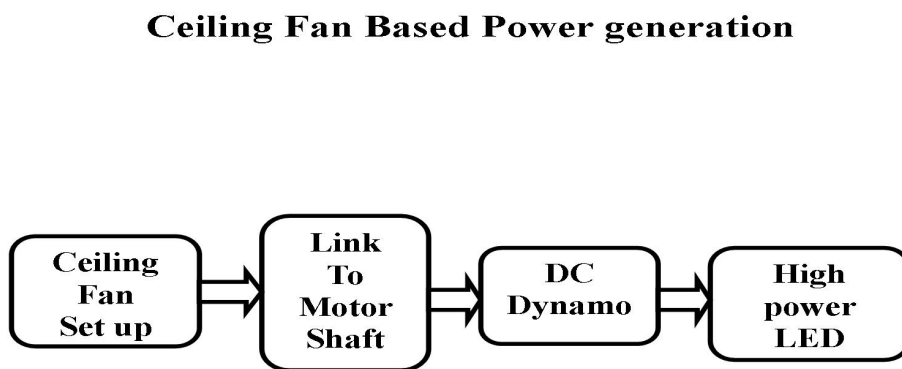 Ceiling Fan Based Power generation
Ceiling
Fan
Set up
Link
To
Motor
Shaft
DC
Dynamo
High
power
LED